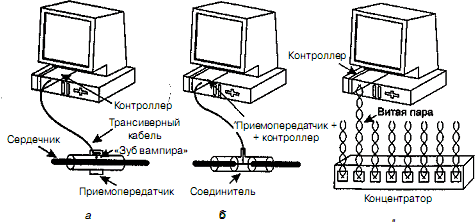 Контроллер
Трансиверный
кабель
«Зуб вампира»
Сердечник
Приемопередатчик
а
Приемопередатчик +
+ контроллер
Соединитель
б
Контроллер
Витая пара
Концентратор